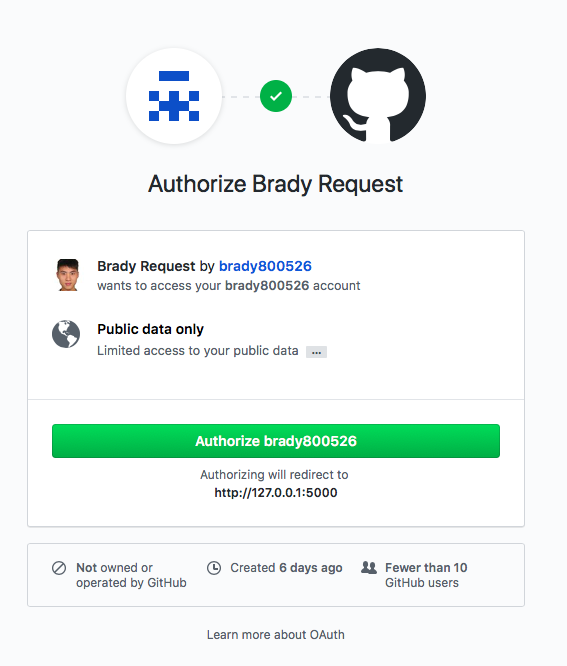 Authorize Brady Request
Brady Request by brady800526
wants to access your brady800526 account
Public data only
Limited access to your public data ...
Authorize brady800526
Authorizing will redirect to
http://127.0.0.1:5000
Not owned or
operated by GitHub
Created 6 days ago
Fewer than 10
GitHub users
Learn more about OAuth